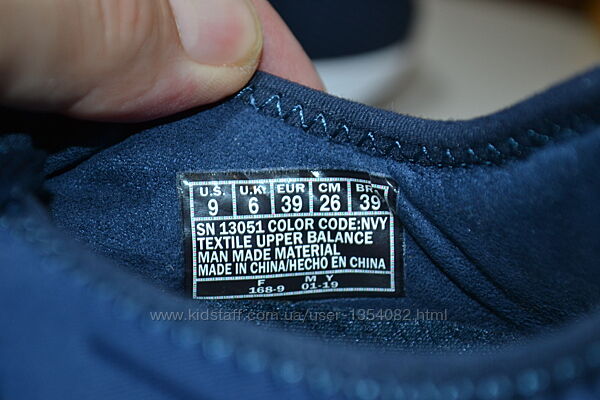 U.S. U.K. EUR CM BR
9 6 39 26 39
SN 13051 COLOR CODE:NVY
TEXTILE UPPER BALANCE
MAN MADE MATERIAL
MADE IN CHINA/HECHO EN CHINA
F M Y
168-9 01-19
www.kidstaff.com.ua/user-1354082.html